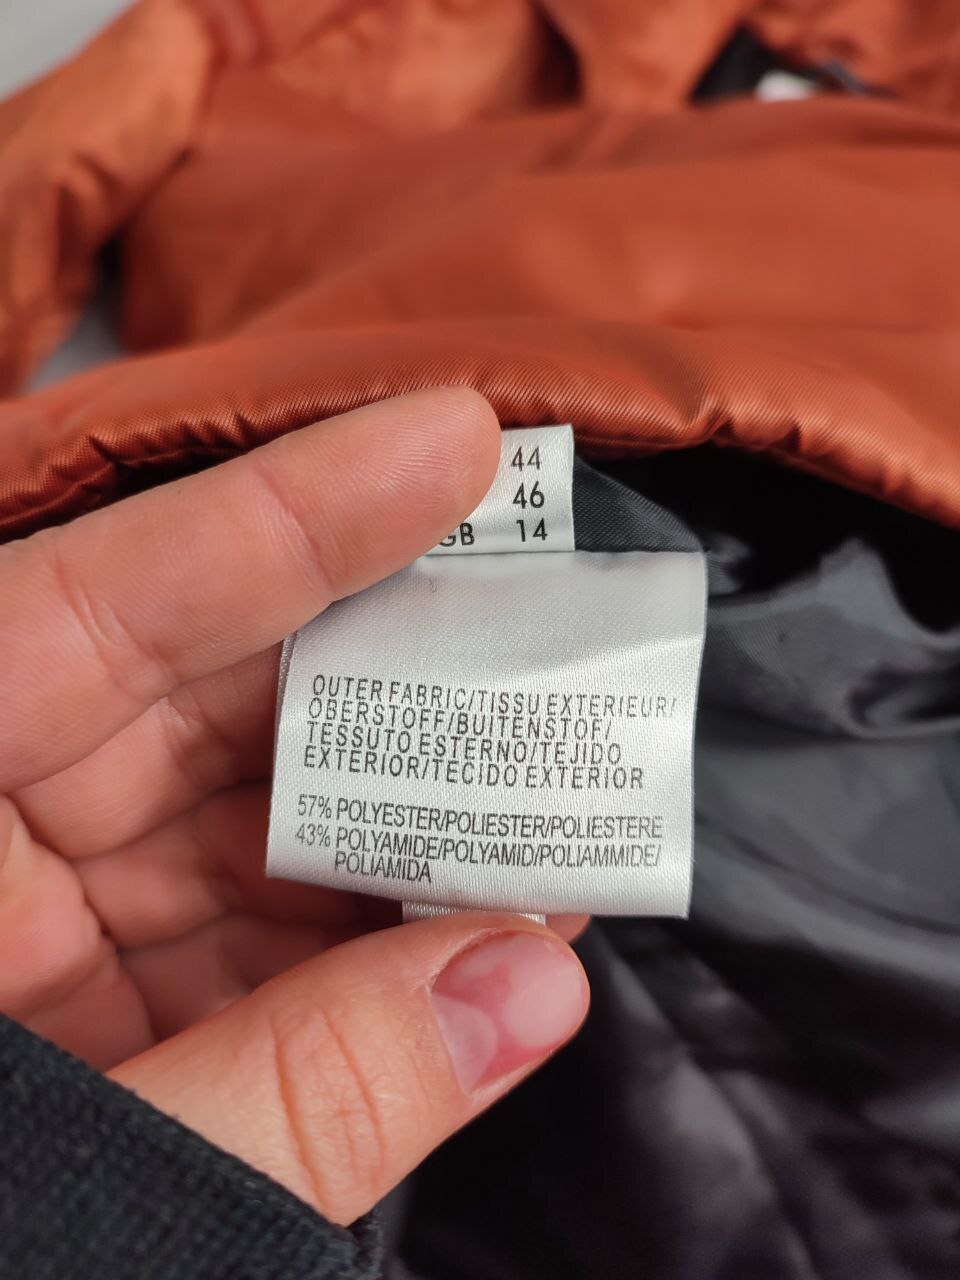 44
46
GB 14
OUTER FABRIC/TISSU EXTERIEUR/
OBERSTOFF/BUITENSTOF/
TESSUTO ESTERNO/TEJIDO
EXTERIOR/TECIDO EXTERIOR
57% POLYESTER/POLIESTER/POLIESTERE
43% POLYAMIDE/POLYAMID/POLIAMMIDE/
POLIAMIDA